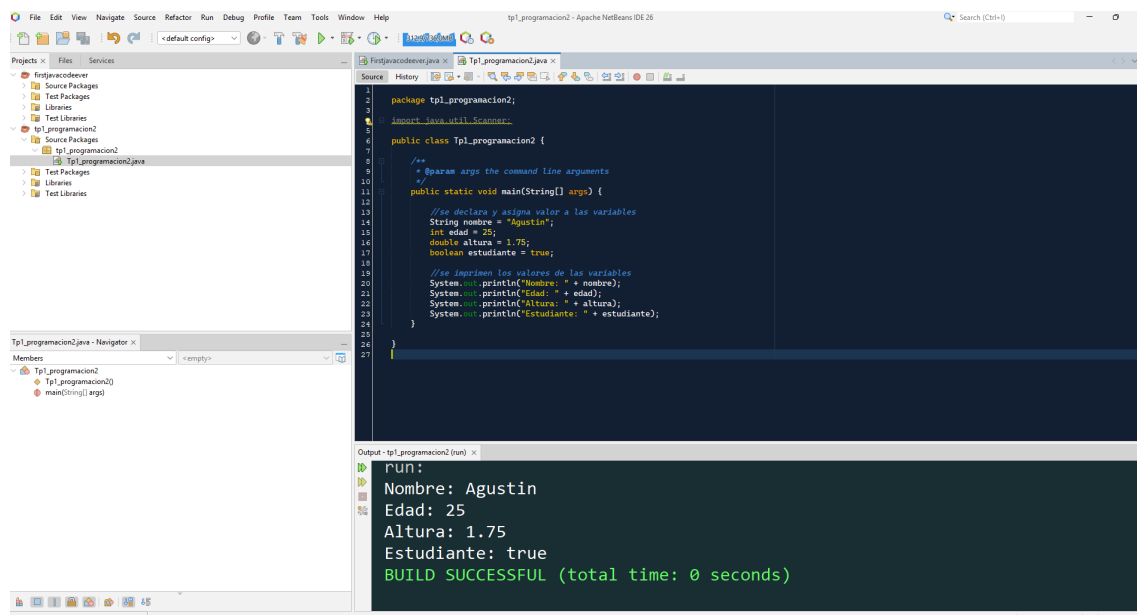 File Edit View Navigate Source Refactor Run Debug Profile Team Tools Window Help
tp1_programacion2 - Apache NetBeans IDE 26
Search (Ctrl+I)
<default config>
Projects
Files
Services
firstjavacodeever
Source Packages
Test Packages
Libraries
Test Libraries
tp1_programacion2
Source Packages
tp1_programacion2
Tp1_programacion2.java
Test Packages
Libraries
Test Libraries
Tp1_programacion2.java - Navigator
Members
<empty>
Tp1_programacion2
Tp1_programacion2()
main(String[] args)
Firstjavacodeever.java
Tp1_programacion2.java
Source History
1
2 package tp1_programacion2;
3
import java.util.Scanner;
5
6 public class Tp1_programacion2 {
7
8 /**
9 * @param args the command line arguments
10 */
11 public static void main(String[] args) {
12
13 //se declara y asigna valor a las variables
14 String nombre = "Agustin";
15 int edad = 25;
16 double altura = 1.75;
17 boolean estudiante = true;
18
19 //se imprimen los valores de las variables
20 System.out.println("Nombre: " + nombre);
21 System.out.println("Edad: " + edad);
22 System.out.println("Altura: " + altura);
23 System.out.println("Estudiante: " + estudiante);
24 }
25
26 }
27
Output - tp1_programacion2 (run)
run:
Nombre: Agustin
Edad: 25
Altura: 1.75
Estudiante: true
BUILD SUCCESSFUL (total time: 0 seconds)